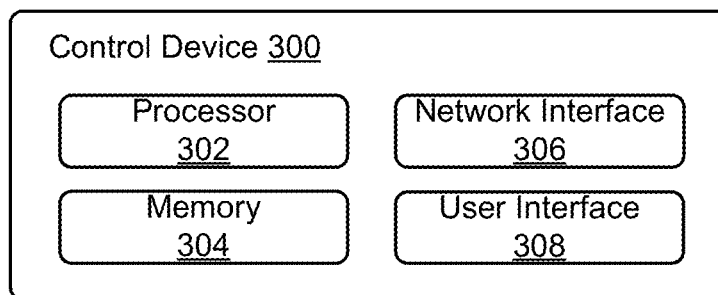 Control Device 300
Processor
302
Network Interface
306
Memory
304
User Interface
308